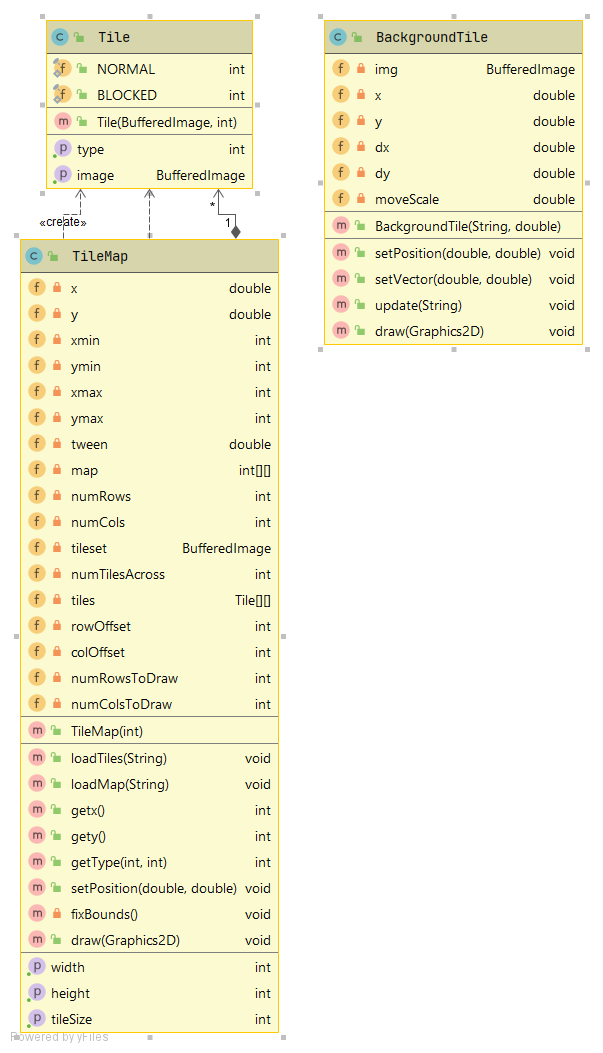 Tile
NORMAL int
BLOCKED int
Tile(BufferedImage, int)
type int
image BufferedImage
«create»
*
1
TileMap
x double
y double
xmin int
ymin int
xmax int
ymax int
tween double
map int[][]
numRows int
numCols int
tileset BufferedImage
numTilesAcross int
tiles Tile[][]
rowOffset int
colOffset int
numRowsToDraw int
numColsToDraw int
TileMap(int)
loadTiles(String) void
loadMap(String) void
getx() int
gety() int
getType(int, int) int
setPosition(double, double) void
fixBounds() void
draw(Graphics2D) void
width int
height int
tileSize int
Powered by yFiles
BackgroundTile
img BufferedImage
x double
y double
dx double
dy double
moveScale double
BackgroundTile(String, double)
setPosition(double, double) void
setVector(double, double) void
update(String) void
draw(Graphics2D) void